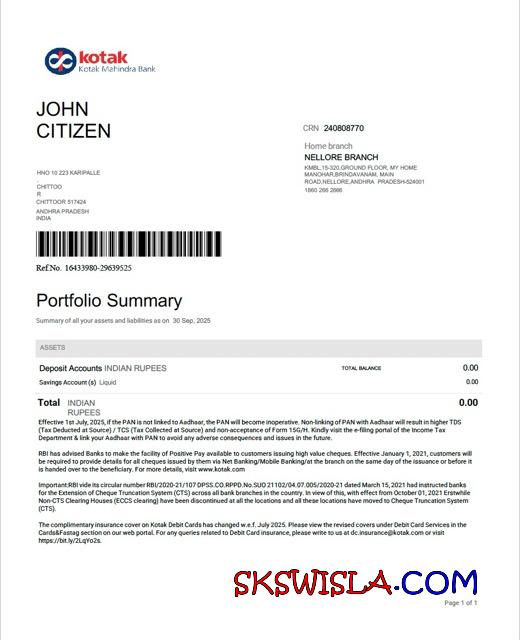 kotak
Kotak Mahindra Bank
JOHN
CITIZEN
CRN 240808770
Home branch
NELLORE BRANCH
KMBL,15-320,GROUND FLOOR, MY HOME
MANOHAR,BRINDAVANAM, MAIN
ROAD,NELLORE,ANDHRA PRADESH-524001
1860 266 2666
HNO 10 223 KARIPALLE
.
CHITTOO
R
CHITTOOR 517424
ANDHRA PRADESH
INDIA
Ref.No. 16433980-29639525
Portfolio Summary
Summary of all your assets and liabilities as on 30 Sep, 2025
ASSETS
Deposit Accounts INDIAN RUPEES TOTAL BALANCE 0.00
Savings Account (s) Liquid 0.00
Total INDIAN RUPEES 0.00
Effective 1st July, 2025, if the PAN is not linked to Aadhaar, the PAN will become inoperative. Non-linking of PAN with Aadhaar will result in higher TDS
(Tax Deducted at Source) / TCS (Tax Collected at Source) and non-acceptance of Form 15G/H. Kindly visit the e-filing portal of the Income Tax
Department & link your Aadhaar with PAN to avoid any adverse consequences and issues in the future.
RBI has advised Banks to make the facility of Positive Pay available to customers issuing high value cheques. Effective January 1, 2021, customers will
be required to provide details for all cheques issued by them via Net Banking/Mobile Banking/at the branch on the same day of the issuance or before it
is handed over to the beneficiary. For more details, visit www.kotak.com
Important:RBI vide its circular number RBI/2020-21/107 DPSS.CO.RPPD.No.SUO 21102/04.07.005/2020-21 dated March 15, 2021 had instructed banks
for the Extension of Cheque Truncation System (CTS) across all bank branches in the country. In view of this, with effect from October 01, 2021 Erstwhile
Non-CTS Clearing Houses (ECCS clearing) have been discontinued at all the locations and all these locations have moved to Cheque Truncation System
(CTS).
The complimentary insurance cover on Kotak Debit Cards has changed w.e.f. July 2025. Please view the revised covers under Debit Card Services in the
Cards&Fastag section on our web portal. For any queries related to Debit Card insurance, please write to us at dc.insurance@kotak.com or visit
https://bit.ly/2LqYo2s.
SKSWISLA.COM
Page 1 of 1